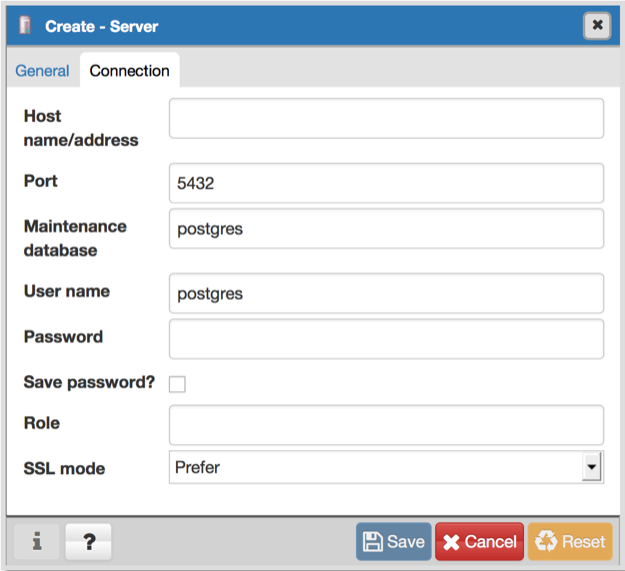 Create - Server
General Connection
Host
name/address
Port 5432
Maintenance
database postgres
User name postgres
Password
Save password?
Role
SSL mode Prefer
i ? Save Cancel Reset